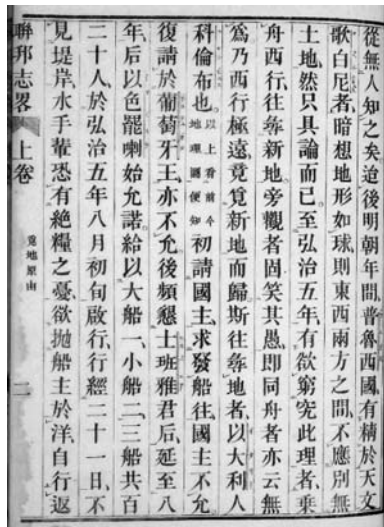 從無人知之矣迨後明朝年間普魯西國有精於天文
歌白尼者暗想地形如球則東西兩方之間不應別無
土地然只具論而已至弘治五年有欲窮究此理者乘
舟西行往尋新地旁觀者固笑其愚即同舟者亦云無
爲乃西行極遠竟覓新地而歸斯往尋地者以大利人
科倫布也以上看前今地理圖便知初請國主求發船往國主不允
復請於葡萄牙王亦不允後頻懇士班雅君后延至八
年后以色罷喇始允諾給以大船一小船二三船共百
二十人於弘治五年八月初旬啟行行經二十一日不
見堤岸水手輩恐有絕糧之憂欲拋船主於洋自行返
聯邦志畧 上卷 覓地原由 二